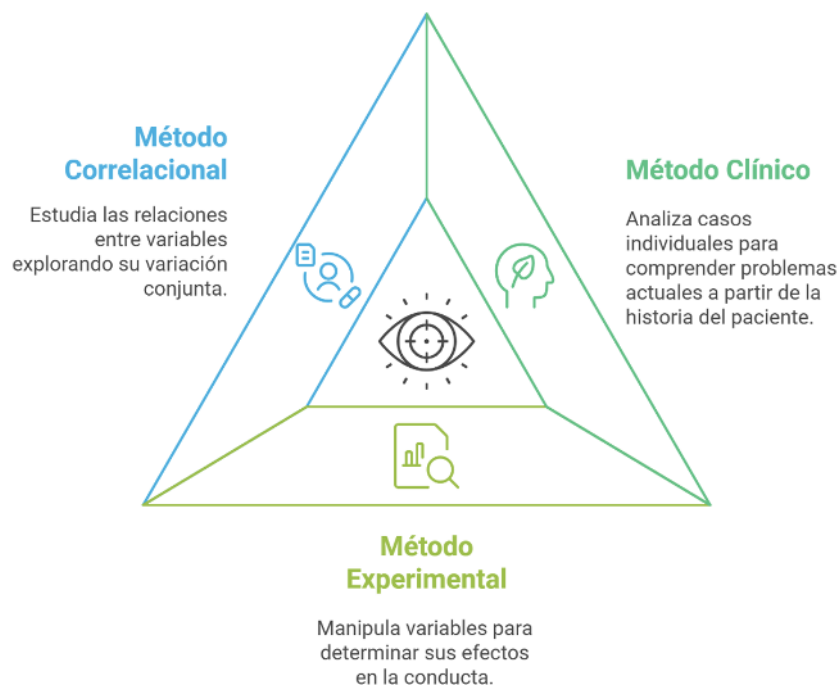 Método
Correlacional
Estudia las relaciones
entre variables
explorando su variación
conjunta.
Método Clínico
Analiza casos
individuales para
comprender problemas
actuales a partir de la
historia del paciente.
Método
Experimental
Manipula variables para
determinar sus efectos
en la conducta.